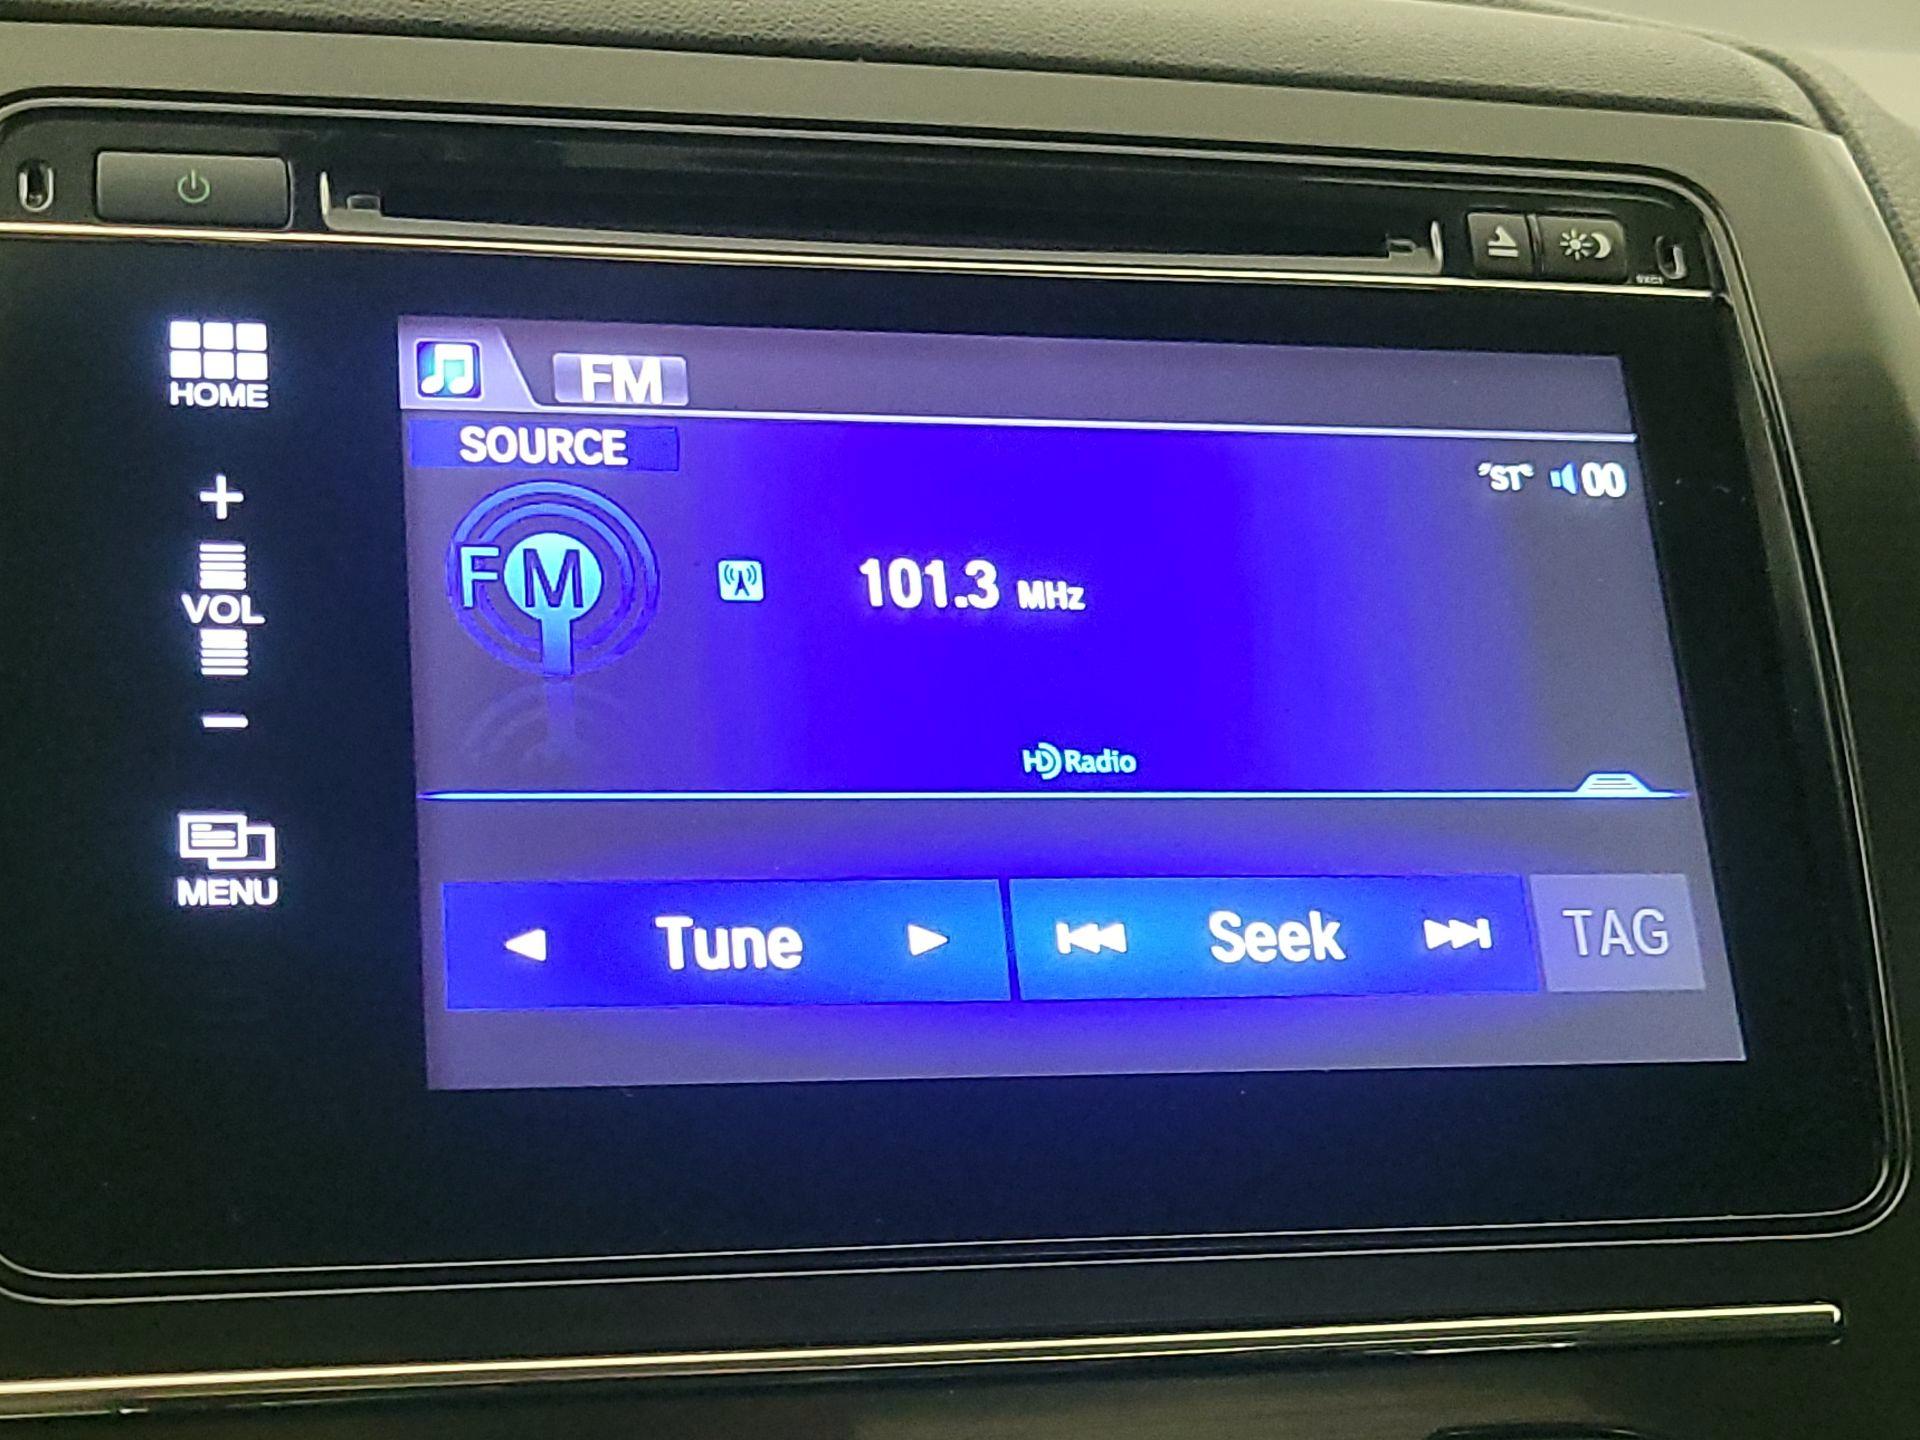 HOME
FM
SOURCE
"ST" 00
VOL
FM
101.3 MHz
HD Radio
MENU
Tune
Seek
TAG